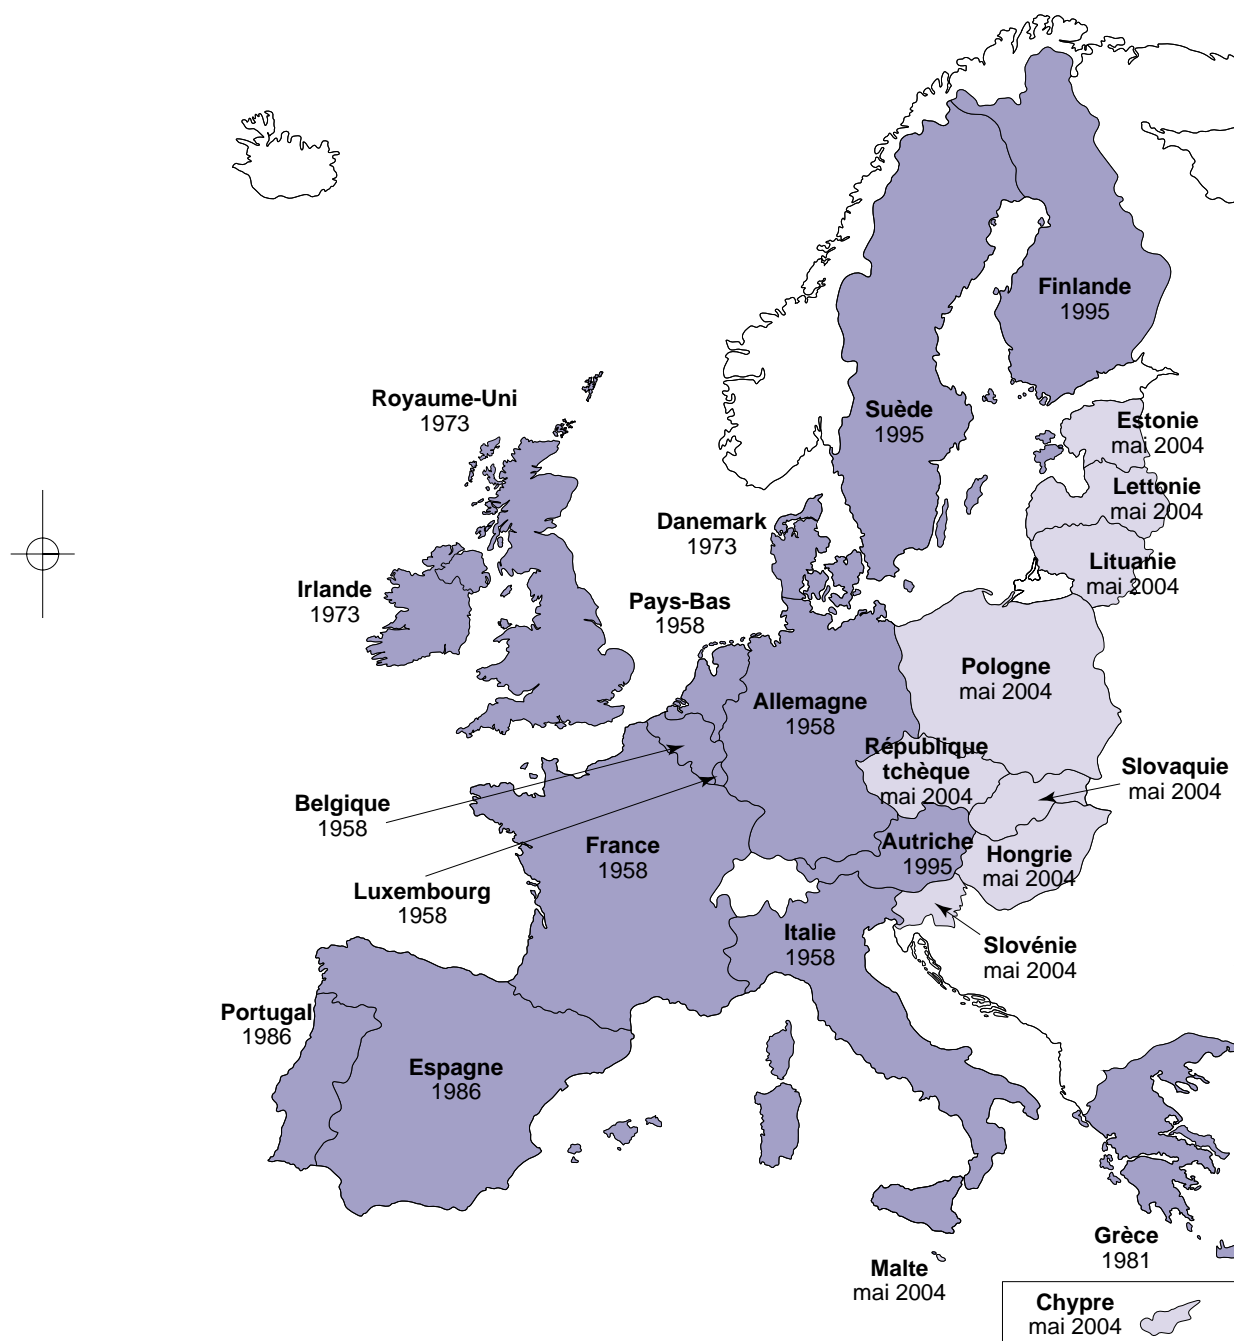 Finlande
1995
Royaume-Uni
1973
Suède
1995
Estonie
mai 2004
Lettonie
mai 2004
Danemark
1973
Lituanie
mai 2004
Irlande
1973
Pays-Bas
1958
Pologne
mai 2004
Allemagne
1958
République
tchèque
mai 2004
Slovaquie
mai 2004
Belgique
1958
France
1958
Autriche
1995
Hongrie
mai 2004
Luxembourg
1958
Italie
1958
Slovénie
mai 2004
Portugal
1986
Espagne
1986
Grèce
1981
Malte
mai 2004
Chypre
mai 2004